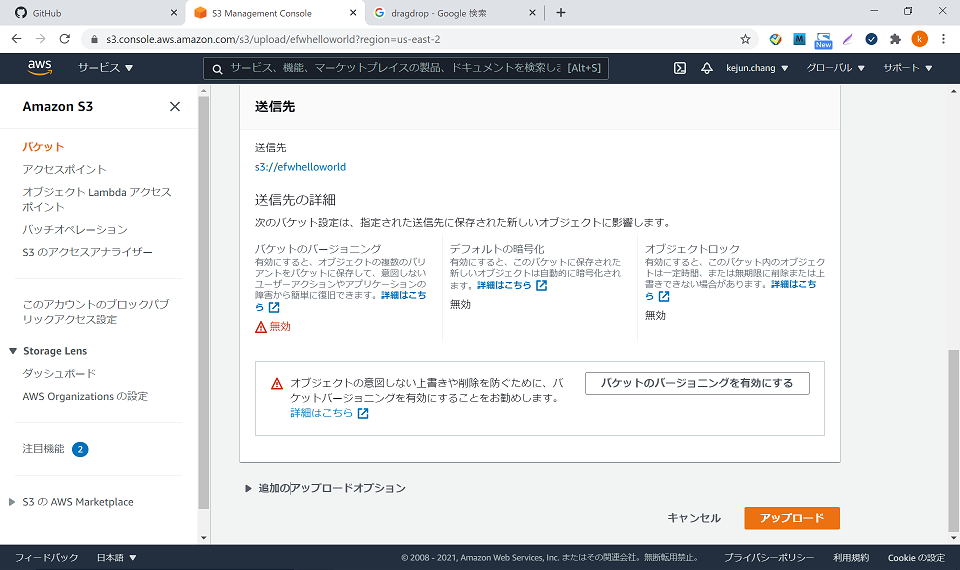 GitHub
S3 Management Console
dragdrop - Google 検索
s3.console.aws.amazon.com/s3/upload/efwhelloworld?region=us-east-2
New
k
aws
サービス
サービス、機能、マーケットプレイスの製品、ドキュメントを検索しま [Alt+S]
kejun.chang
グローバル
サポート
Amazon S3
バケット
アクセスポイント
オブジェクト Lambda アクセス
ポイント
バッチオペレーション
S3 のアクセスアナライザー
このアカウントのブロックパブ
リックアクセス設定
Storage Lens
ダッシュボード
AWS Organizations の設定
注目機能 2
S3 の AWS Marketplace
送信先
送信先
s3://efwhelloworld
送信先の詳細
次のバケット設定は、指定された送信先に保存された新しいオブジェクトに影響します。
バケットのバージョニング
有効にすると、オブジェクトの複数のバリ
アントをバケットに保存して、意図しない
ユーザーアクションやアプリケーションの
障害から簡単に復旧できます。詳細はこち
ら
無効
デフォルトの暗号化
有効にすると、このバケットに保存された
新しいオブジェクトは自動的に暗号化され
ます。詳細はこちら
無効
オブジェクトロック
有効にすると、このバケット内のオブジェク
トは一定時間、または無期限に削除または上
書きできない場合があります。詳細はこち
ら
無効
オブジェクトの意図しない上書きや削除を防ぐために、バ
ケットバージョニングを有効にすることをお勧めします。
詳細はこちら
バケットのバージョニングを有効にする
追加のアップロードオプション
キャンセル
アップロード
フィードバック
日本語
© 2008 - 2021, Amazon Web Services, Inc. またはその関連会社。無断転用禁止。
プライバシーポリシー
利用規約
Cookie の設定